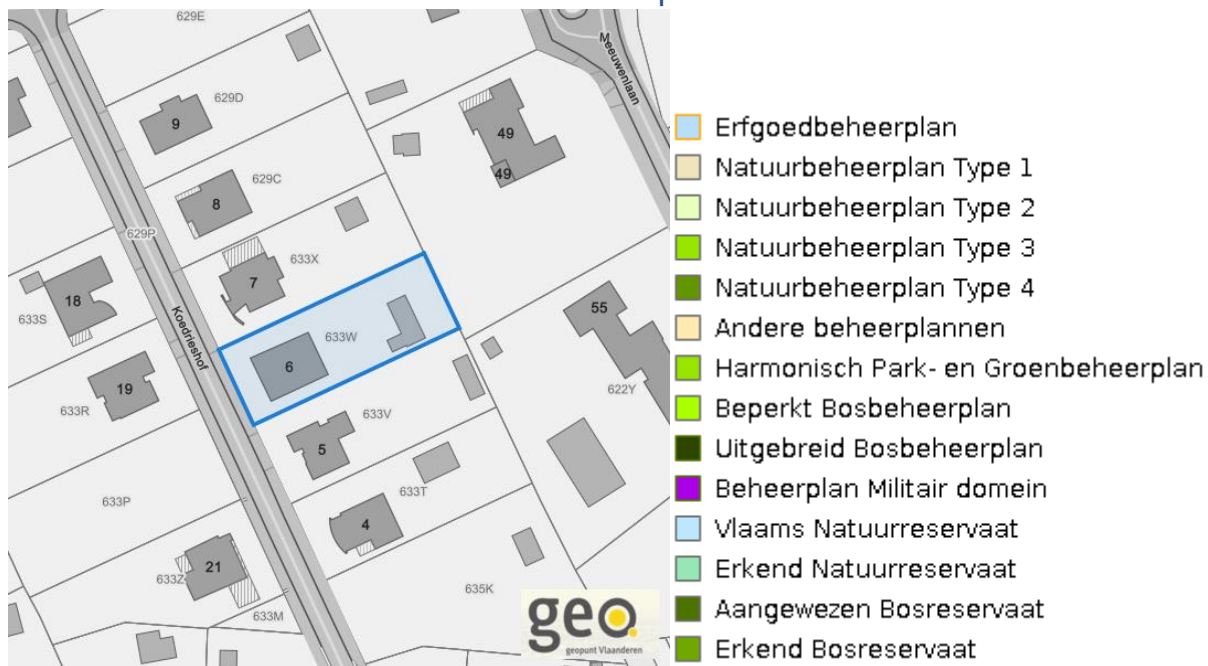 629E
Meeuwenlaan
629D
9
49
49
629C
8
629P
633X
7
18
633S
Koedrieshof
633W
6
55
19
633R
622Y
633V
5
633P
633T
4
21
633Z
635K
633M
geo.
geopunt Vlaanderen
Erfgoedbeheerplan
Natuurbeheerplan Type 1
Natuurbeheerplan Type 2
Natuurbeheerplan Type 3
Natuurbeheerplan Type 4
Andere beheerplannen
Harmonisch Park- en Groenbeheerplan
Beperkt Bosbeheerplan
Uitgebreid Bosbeheerplan
Beheerplan Militair domein
Vlaams Natuurreservaat
Erkend Natuurreservaat
Aangewezen Bosreservaat
Erkend Bosreservaat